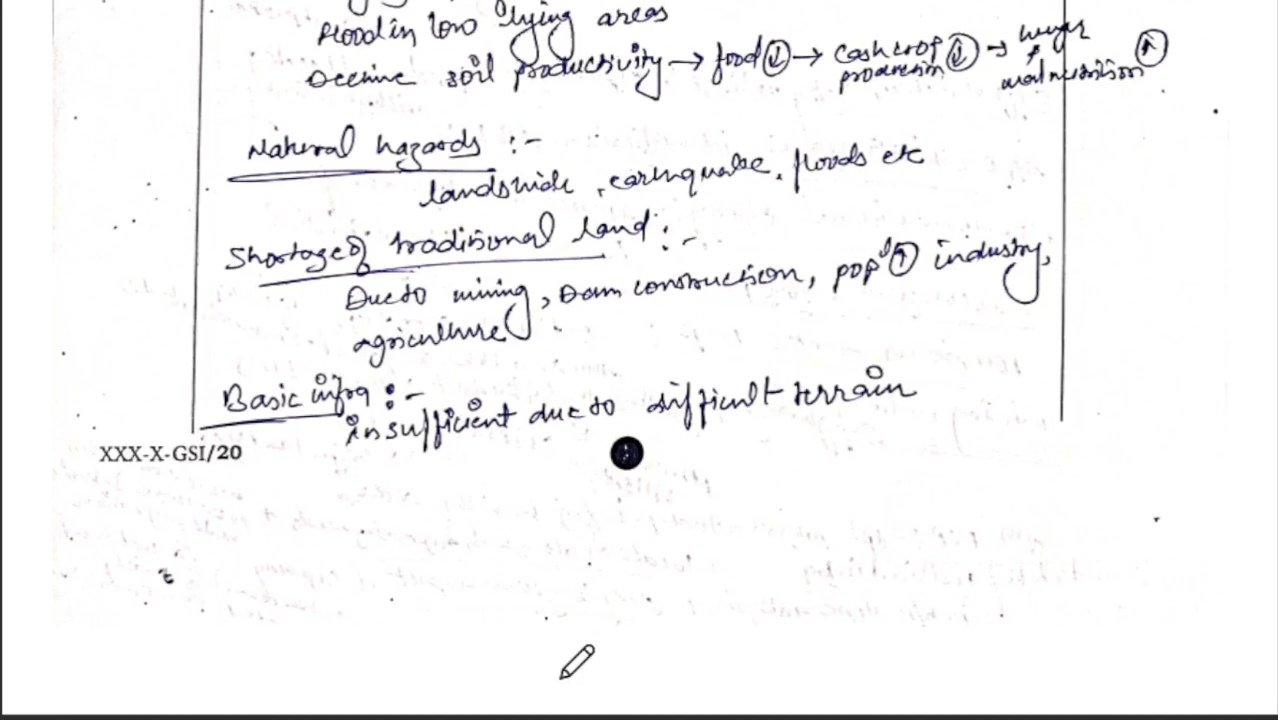 Flood in low lying areas
Decline soil productivity → food ↓ → cash crop production ↓ → hunger & malnutrition ↑
Natural hazards :-
landslide, earthquake, floods etc
Shortage of traditional land :-
Due to mining, Dam construction, popⁿ ↑ industry,
agriculture
Basic infra :-
insufficient due to difficult terrain
XXX-X-GSI/20